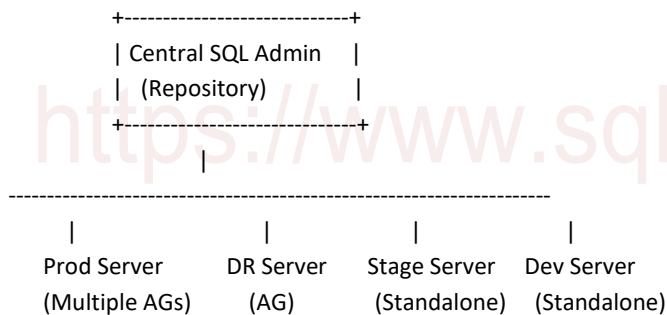 +-----------------------------+
| Central SQL Admin |
| (Repository) |
+-----------------------------+
https://www.sql
|
-----------------------------------------------------------------------
| | | |
Prod Server DR Server Stage Server Dev Server
(Multiple AGs) (AG) (Standalone) (Standalone)